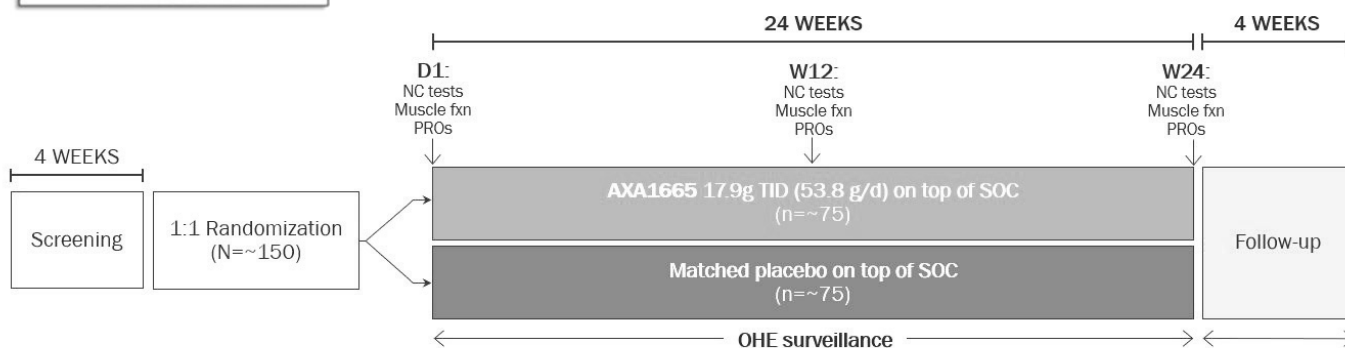 24 WEEKS
4 WEEKS
D1:
NC tests
Muscle fxn
PROs
W12:
NC tests
Muscle fxn
PROs
W24:
NC tests
Muscle fxn
PROs
4 WEEKS
Screening
1:1 Randomization
(N=~150)
AXA1665 17.9g TID (53.8 g/d) on top of SOC
(n=~75)
Matched placebo on top of SOC
(n=~75)
Follow-up
OHE surveillance